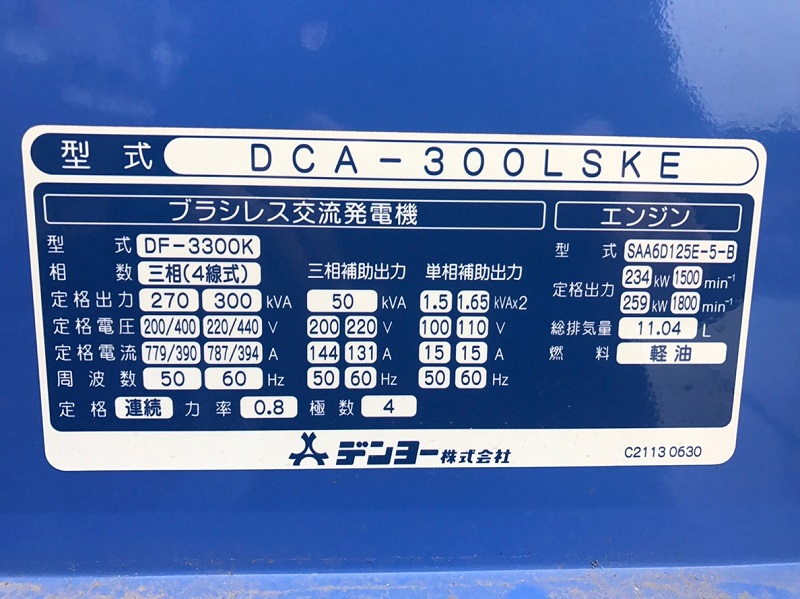 型式 DCA-300LSKE
ブラシレス交流発電機 エンジン
型式 DF-3300K 型式 SAA6D125E-5-B
相数 三相(4線式) 三相補助出力 単相補助出力 定格出力 234 kW 1500 min⁻¹
定格出力 270 300 kVA 50 kVA 1.5 1.65 kVAx2 259 kW 1800 min⁻¹
定格電圧 200/400 220/440 V 200 220 V 100 110 V 総排気量 11.04 L
定格電流 779/390 787/394 A 144 131 A 15 15 A 燃料 軽油
周波数 50 60 Hz 50 60 Hz 50 60 Hz
定格 連続 力率 0.8 極数 4
デンヨー株式会社 C21130630